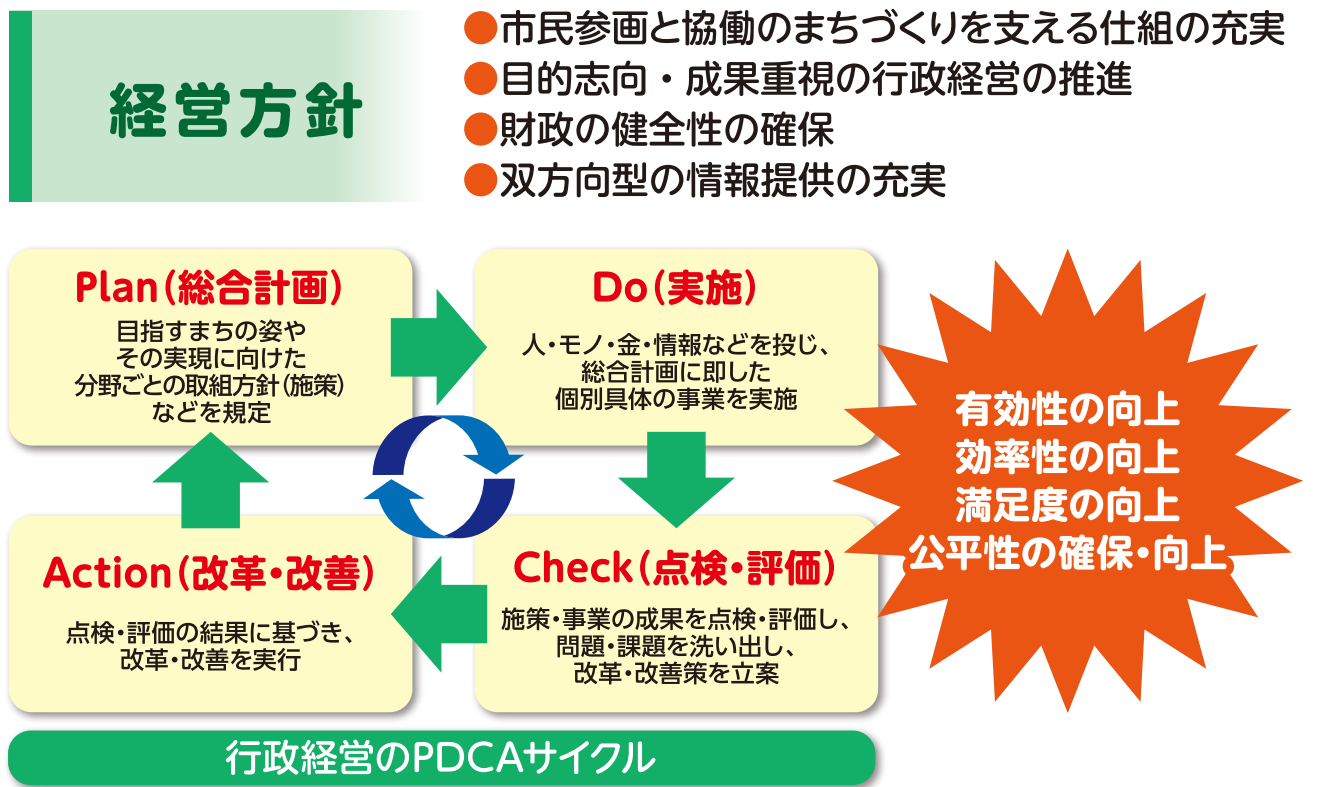 経営方針
●市民参画と協働のまちづくりを支える仕組の充実
●目的志向・成果重視の行政経営の推進
●財政の健全性の確保
●双方向型の情報提供の充実
Plan(総合計画)
目指すまちの姿や
その実現に向けた
分野ごとの取組方針(施策)
などを規定
Do(実施)
人・モノ・金・情報などを投じ、
総合計画に即した
個別具体の事業を実施
Check(点検・評価)
施策・事業の成果を点検・評価し、
問題・課題を洗い出し、
改革・改善策を立案
Action(改革・改善)
点検・評価の結果に基づき、
改革・改善を実行
有効性の向上
効率性の向上
満足度の向上
公平性の確保・向上
行政経営のPDCAサイクル